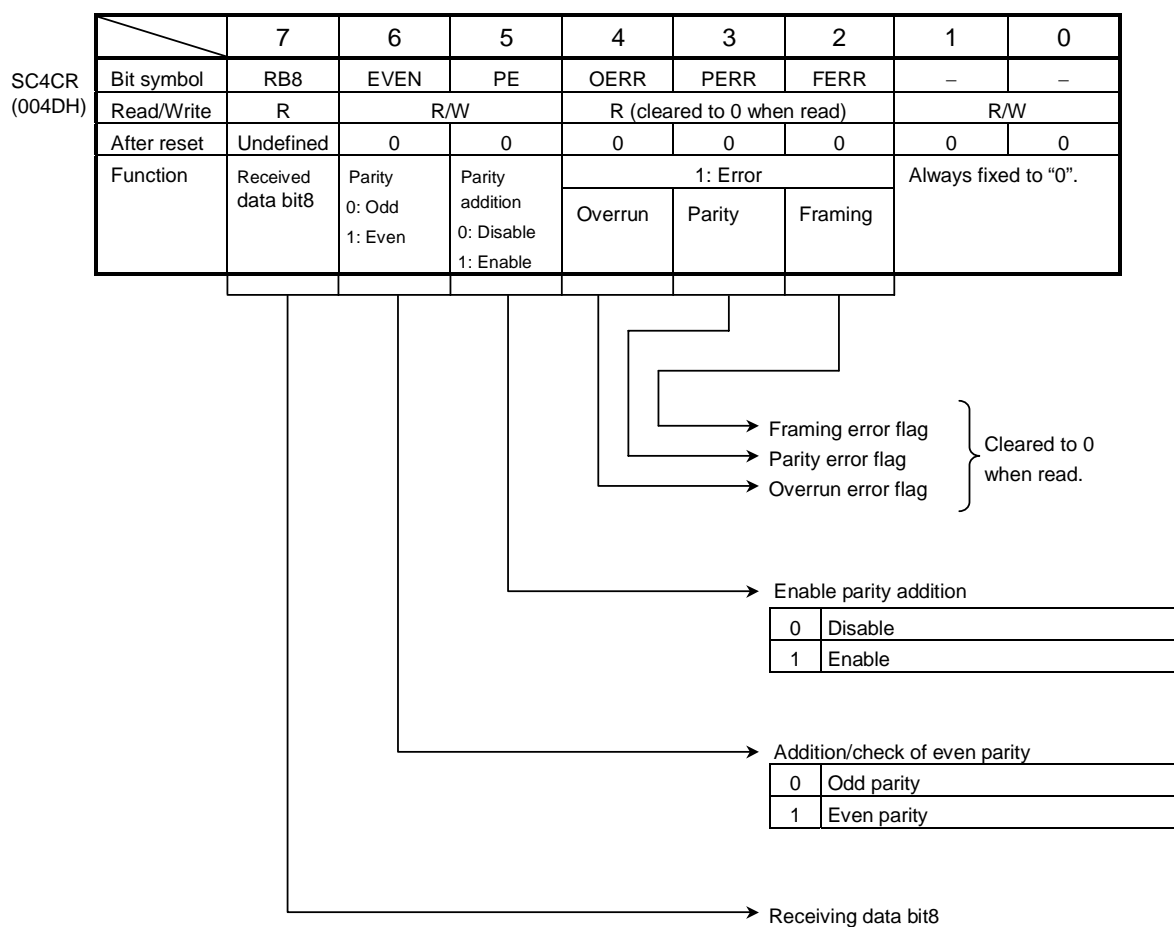 7 6 5 4 3 2 1 0
SC4CR
(004DH)
Bit symbol RB8 EVEN PE OERR PERR FERR – –
Read/Write R R/W R (cleared to 0 when read) R/W
After reset Undefined 0 0 0 0 0 0 0
Function
Received
data bit8
Parity
0: Odd
1: Even
Parity
addition
0: Disable
1: Enable
1: Error
Overrun Parity Framing
Always fixed to “0”.
Framing error flag
Parity error flag
Overrun error flag
Cleared to 0
when read.
Enable parity addition
0 Disable
1 Enable
Addition/check of even parity
0 Odd parity
1 Even parity
Receiving data bit8